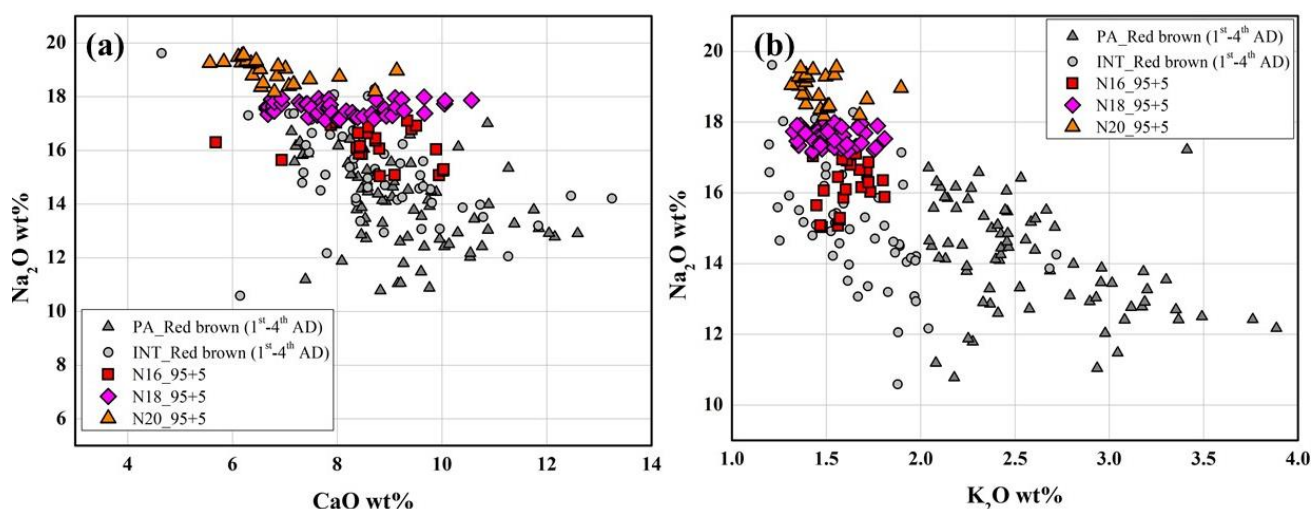 (a)
20
18
16
14
12
10
8
6
Na₂O wt%
PA_Red brown (1ˢᵗ-4ᵗʰ AD)
INT_Red brown (1ˢᵗ-4ᵗʰ AD)
N16_95+5
N18_95+5
N20_95+5
4 6 8 10 12 14
CaO wt%
(b)
PA_Red brown (1ˢᵗ-4ᵗʰ AD)
INT_Red brown (1ˢᵗ-4ᵗʰ AD)
N16_95+5
N18_95+5
N20_95+5
20
18
16
14
12
10
Na₂O wt%
1.0 1.5 2.0 2.5 3.0 3.5 4.0
K₂O wt%